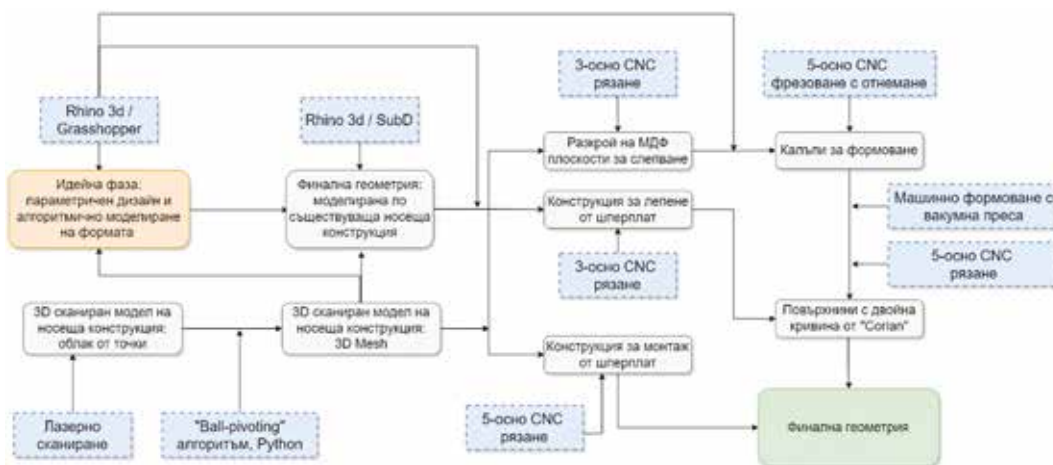 3-осно CNC
рязане
5-осно CNC
фрезоване с отнемане
Rhino 3d /
Grasshopper
Rhino 3d / SubD
Разкрой на МДФ
плоскости за слепване
Калъпи за формоване
Идейна фаза:
параметричен дизайн и
алгоритмично моделиране
на формата
Финална геометрия:
моделирана по
съществуваща носеща
конструкция
Конструкция за лепене
от шперплат
Машинно формоване с
вакумна преса
3-осно CNC
рязане
5-осно CNC
рязане
3D сканиран модел на
носеща конструкция:
облак от точки
3D сканиран модел на
носеща конструкция:
3D Mesh
Повърхнини с двойна
кривина от "Corian"
Конструкция за монтаж
от шперплат
Лазерно
сканиране
"Ball-pivoting"
алгоритъм, Python
5-осно CNC
рязане
Финална геометрия